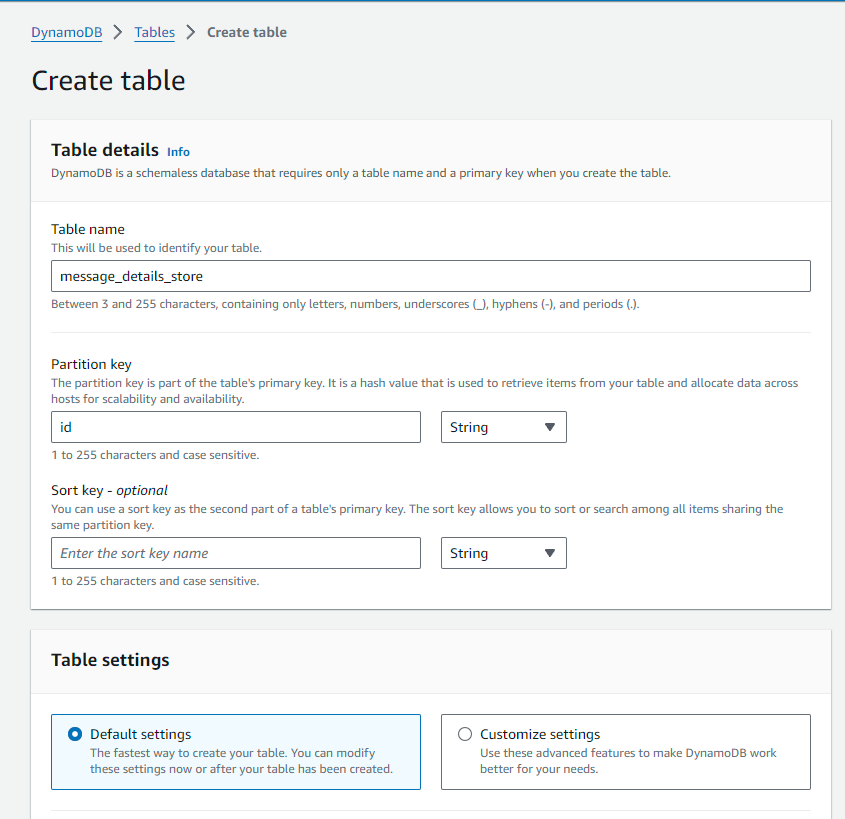 DynamoDB > Tables > Create table
Create table
Table details Info
DynamoDB is a schemaless database that requires only a table name and a primary key when you create the table.
Table name
This will be used to identify your table.
message_details_store
Between 3 and 255 characters, containing only letters, numbers, underscores (_), hyphens (-), and periods (.).
Partition key
The partition key is part of the table's primary key. It is a hash value that is used to retrieve items from your table and allocate data across
hosts for scalability and availability.
id String
1 to 255 characters and case sensitive.
Sort key - optional
You can use a sort key as the second part of a table's primary key. The sort key allows you to sort or search among all items sharing the
same partition key.
Enter the sort key name String
1 to 255 characters and case sensitive.
Table settings
Default settings
The fastest way to create your table. You can modify
these settings now or after your table has been created.
Customize settings
Use these advanced features to make DynamoDB work
better for your needs.